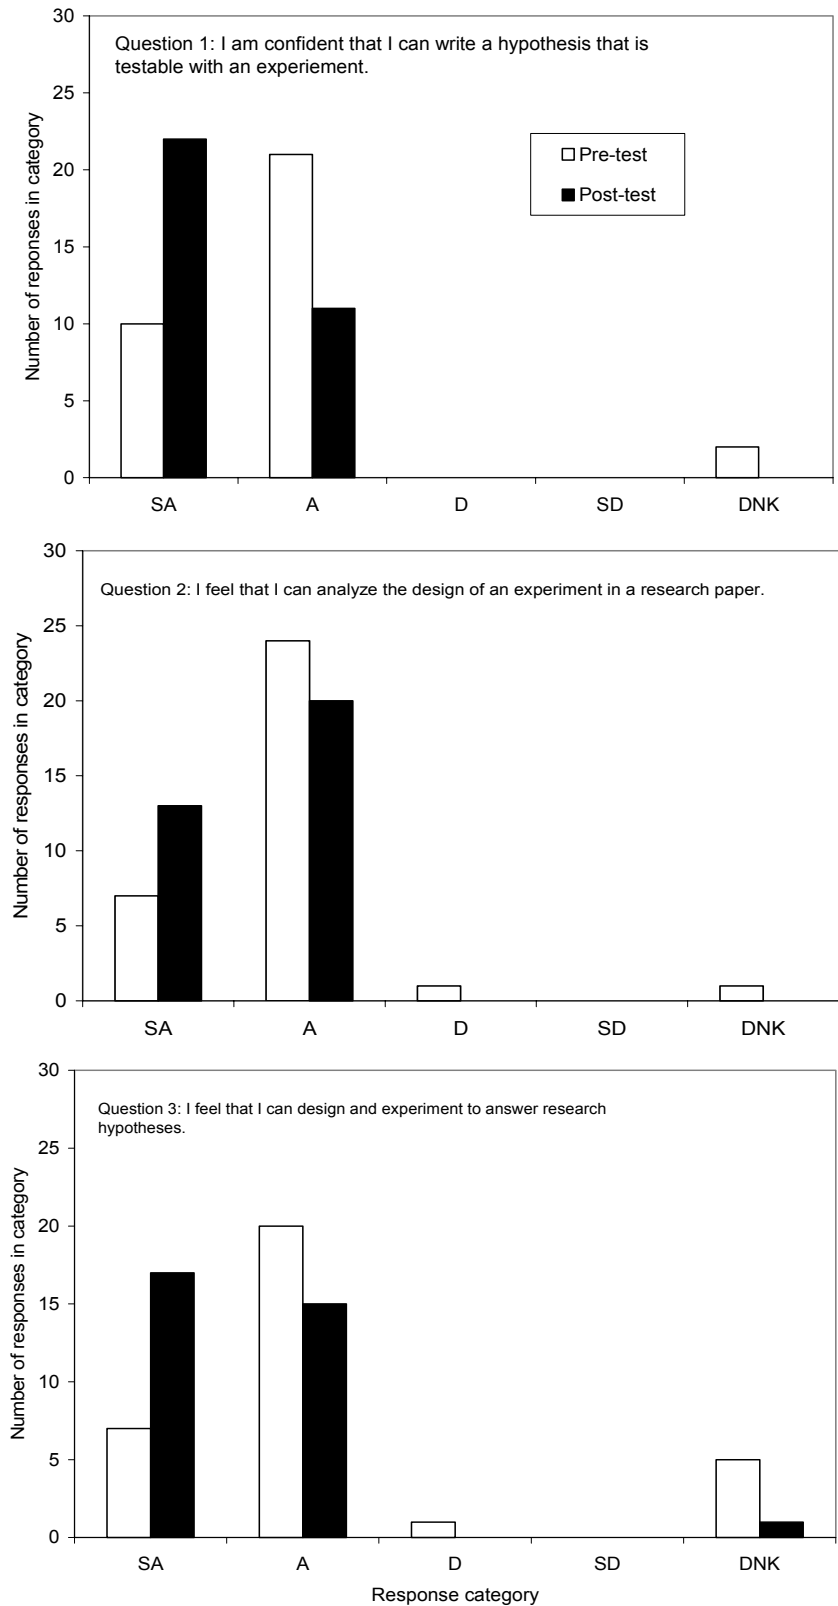 30
Question 1: I am confident that I can write a hypothesis that is
testable with an experiement.
25
Pre-test
Post-test
20
15
10
5
0
Number of reponses in category
SA A D SD DNK
30
Question 2: I feel that I can analyze the design of an experiment in a research paper.
25
20
15
10
5
0
Number of responses in category
SA A D SD DNK
30
Question 3: I feel that I can design and experiment to answer research
hypotheses.
25
20
15
10
5
0
Number of responses in category
SA A D SD DNK
Response category